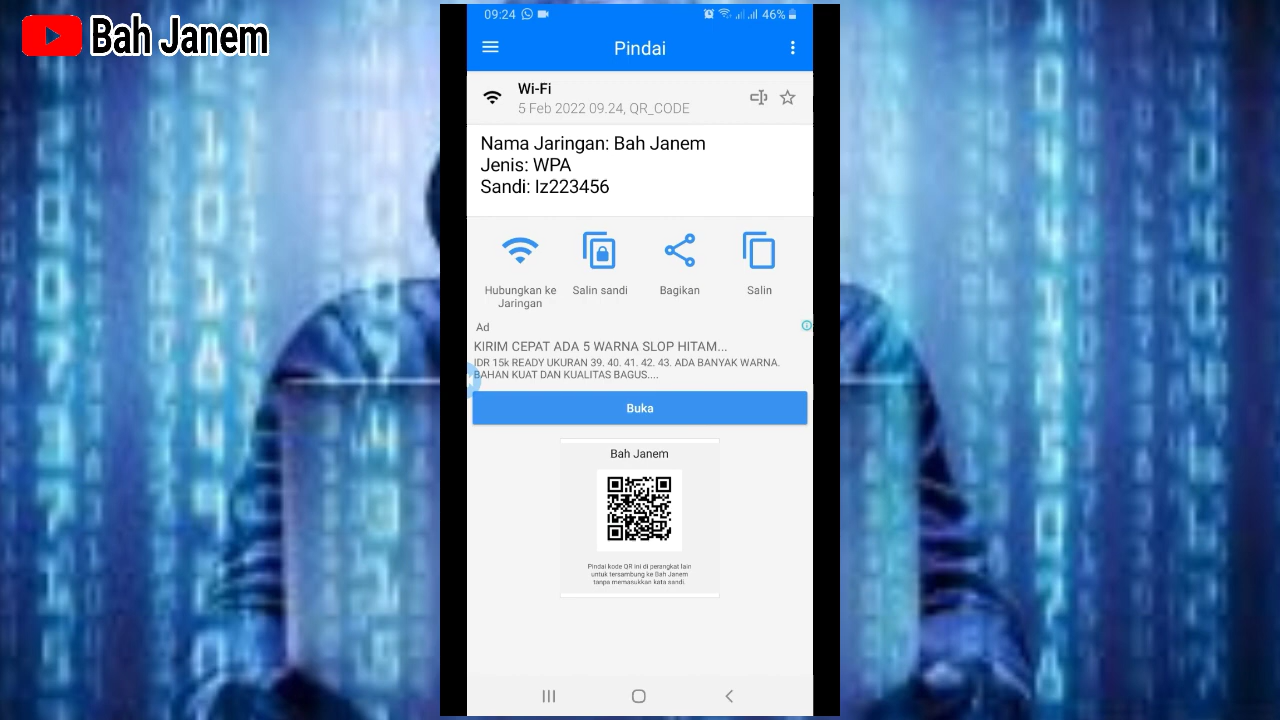 Bah Janem
09:24
46%
Pindai
Wi-Fi
5 Feb 2022 09.24, QR_CODE
Nama Jaringan: Bah Janem
Jenis: WPA
Sandi: Iz223456
Hubungkan ke
Jaringan
Salin sandi
Bagikan
Salin
Ad
KIRIM CEPAT ADA 5 WARNA SLOP HITAM...
IDR 15k READY UKURAN 39. 40. 41. 42. 43. ADA BANYAK WARNA.
BAHAN KUAT DAN KUALITAS BAGUS....
Buka
Bah Janem
Pindai kode QR ini di perangkat lain
untuk tersambung ke Bah Janem
tanpa memasukkan kata sandi.